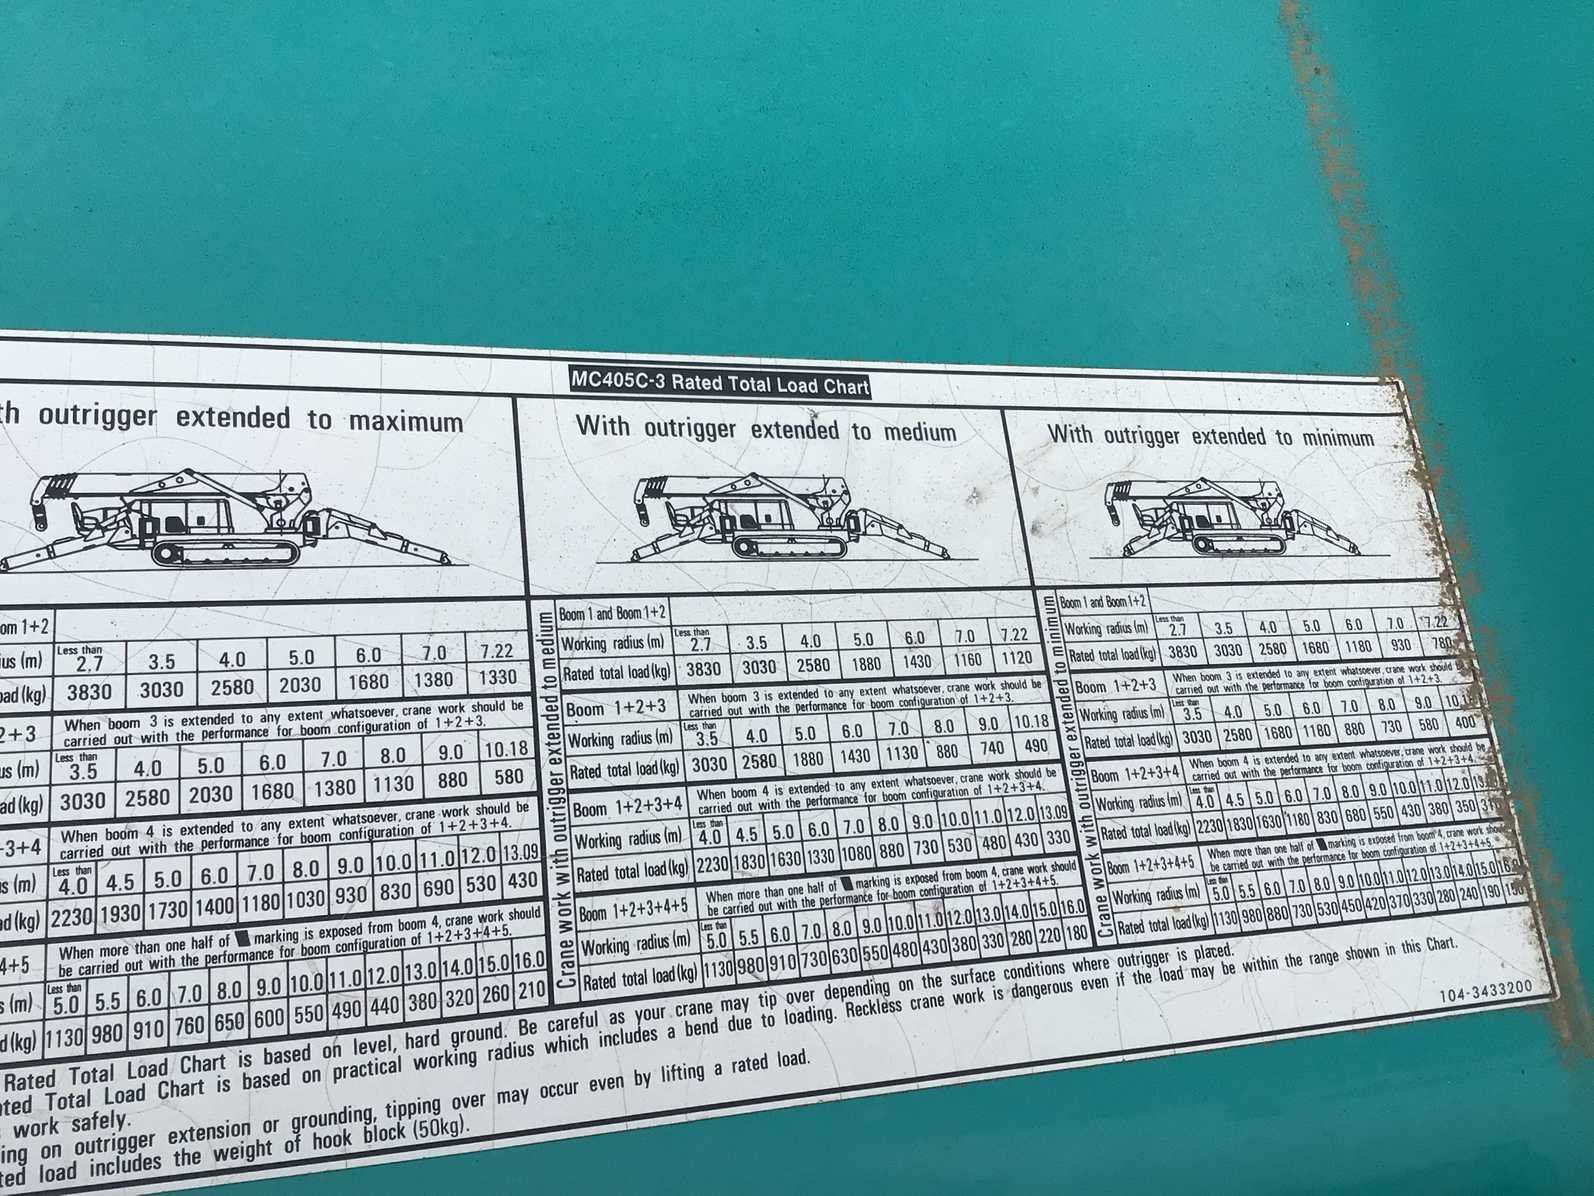 MC405C-3 Rated Total Load Chart
outrigger extended to maximum
With outrigger extended to medium
With outrigger extended to minimum
1+2
(m) Less than 2.7 3.5 4.0 5.0 6.0 7.0 7.22
(kg) 3830 3030 2580 2030 1680 1380 1330
2+3 When boom 3 is extended to any extent whatsoever, crane work should be
carried out with the performance for boom configuration of 1+2+3.
(m) Less than 3.5 4.0 5.0 6.0 7.0 8.0 9.0 10.18
(kg) 3030 2580 2030 1680 1380 1130 880 580
3+4 When boom 4 is extended to any extent whatsoever, crane work should be
carried out with the performance for boom configuration of 1+2+3+4.
(m) Less than 4.0 4.5 5.0 6.0 7.0 8.0 9.0 10.0 11.0 12.0 13.09
(kg) 2230 1930 1730 1400 1180 1030 930 830 690 530 430
4+5 When more than one half of marking is exposed from boom 4, crane work should
be carried out with the performance for boom configuration of 1+2+3+4+5.
(m) Less than 5.0 5.5 6.0 7.0 8.0 9.0 10.0 11.0 12.0 13.0 14.0 15.0 16.0
(kg) 1130 980 910 760 650 600 550 490 440 380 320 260 210
Crane work with outrigger extended to medium
Boom 1 and Boom 1+2
Working radius (m) Less than 2.7 3.5 4.0 5.0 6.0 7.0 7.22
Rated total load (kg) 3830 3030 2580 1880 1430 1160 1120
Boom 1+2+3 When boom 3 is extended to any extent whatsoever, crane work should be
carried out with the performance for boom configuration of 1+2+3.
Working radius (m) Less than 3.5 4.0 5.0 6.0 7.0 8.0 9.0 10.18
Rated total load (kg) 3030 2580 1880 1430 1130 880 740 490
Boom 1+2+3+4 When boom 4 is extended to any extent whatsoever, crane work should be
carried out with the performance for boom configuration of 1+2+3+4.
Working radius (m) Less than 4.0 4.5 5.0 6.0 7.0 8.0 9.0 10.0 11.0 12.0 13.09
Rated total load (kg) 2230 1830 1630 1330 1080 880 730 530 480 430 330
Boom 1+2+3+4+5 When more than one half of marking is exposed from boom 4, crane work should
be carried out with the performance for boom configuration of 1+2+3+4+5.
Working radius (m) Less than 5.0 5.5 6.0 7.0 8.0 9.0 10.0 11.0 12.0 13.0 14.0 15.0 16.0
Rated total load (kg) 1130 980 910 730 630 550 480 430 380 330 280 220 180
Crane work with outrigger extended to minimum
Boom 1 and Boom 1+2
Working radius (m) Less than 2.7 3.5 4.0 5.0 6.0 7.0 7.22
Rated total load (kg) 3830 3030 2580 1680 1180 930 780
Boom 1+2+3 When boom 3 is extended to any extent whatsoever, crane work should
carried out with the performance for boom configuration of 1+2+3.
Working radius (m) Less than 3.5 4.0 5.0 6.0 7.0 8.0 9.0
Rated total load (kg) 3030 2580 1680 1180 880 730 580 400
Boom 1+2+3+4 When boom 4 is extended to any extent whatsoever, crane work should be
carried out with the performance for boom configuration of 1+2+3+4.
Working radius (m) Less than 4.0 4.5 5.0 6.0 7.0 8.0 9.0 10.0 11.0 12.0
Rated total load (kg) 2230 1830 1630 1180 830 680 550 430 380 350
Boom 1+2+3+4+5 When more than one half of marking is exposed from boom 4, crane work
be carried out with the performance for boom configuration of 1+2+3+4+5.
Working radius (m) Less than 5.0 5.5 6.0 7.0 8.0 9.0 10.0 11.0 12.0 13.0 14.0 15.0
Rated total load (kg) 1130 980 880 730 530 450 420 370 330 280 240 190
Rated Total Load Chart is based on level, hard ground. Be careful as your crane may tip over depending on the surface conditions where outrigger is placed.
Total Load Chart is based on practical working radius which includes a bend due to loading. Reckless crane work is dangerous even if the load may be within the range shown in this Chart.
work safely.
on outrigger extension or grounding, tipping over may occur even by lifting a rated load.
load includes the weight of hook block (50kg).
104-3433200